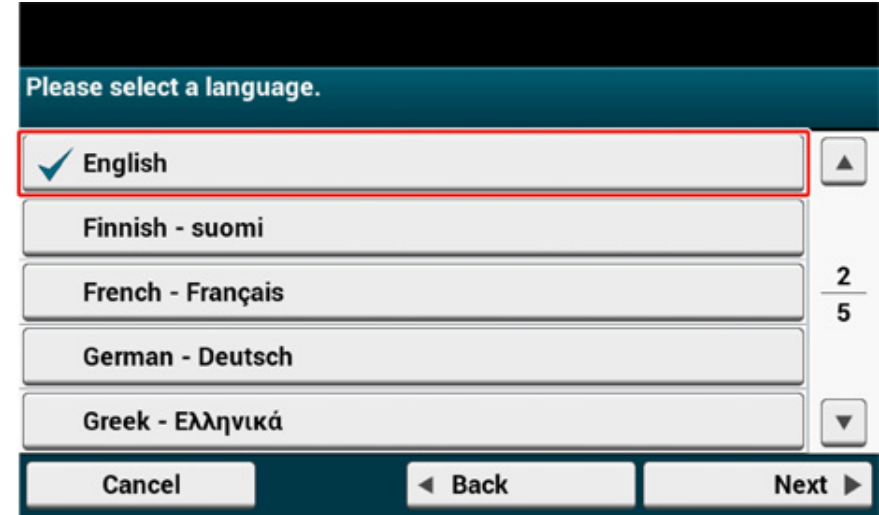 Please select a language.
English
Finnish - suomi
French - Français
2
5
German - Deutsch
Greek - Ελληνικά
Cancel
Back
Next